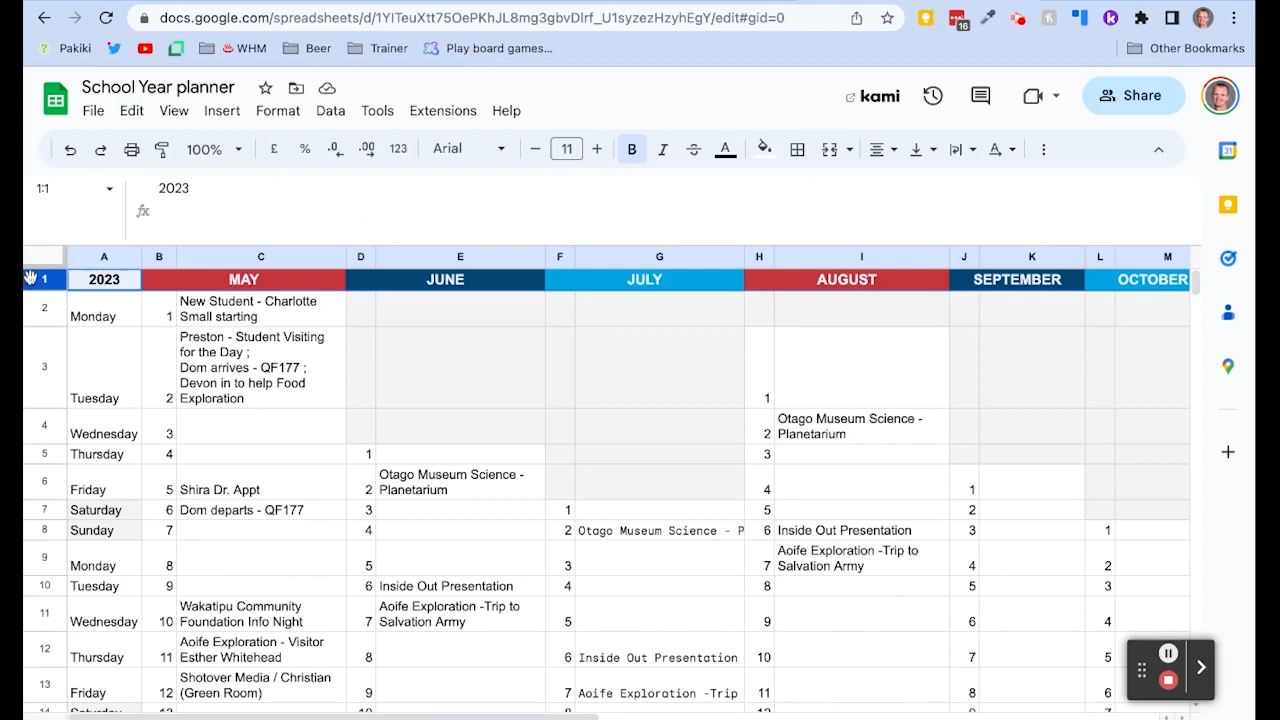 docs.google.com/spreadsheets/d/1YlTeuXtt75OePKhJL8mg3gbvDlrf_U1syzezHzyhEgY/edit#gid=0
16
Pakiki
WHM
Beer
Trainer
Play board games...
Other Bookmarks
School Year planner
File Edit View Insert Format Data Tools Extensions Help
kami
Share
100% £ % .0 .00 123 Arial 11 B I S A A
31
1:1 2023
fx
A B C D E F G H I J K L M
1 2023 MAY JUNE JULY AUGUST SEPTEMBER OCTOBER
2 Monday 1 New Student - Charlotte
Small starting
3 Tuesday 2 Preston - Student Visiting
for the Day ;
Dom arrives - QF177 ;
Devon in to help Food
Exploration 1
4 Wednesday 3 2 Otago Museum Science -
Planetarium
5 Thursday 4 1 3
6 Friday 5 Shira Dr. Appt 2 Otago Museum Science -
Planetarium 4 1
7 Saturday 6 Dom departs - QF177 3 1 5 2
8 Sunday 7 4 2 Otago Museum Science - P 6 Inside Out Presentation 3 1
9 Monday 8 5 3 7 Aoife Exploration -Trip to
Salvation Army 4 2
10 Tuesday 9 6 Inside Out Presentation 4 8 5 3
11 Wednesday 10 Wakatipu Community
Foundation Info Night 7 Aoife Exploration -Trip to
Salvation Army 5 9 6 4
12 Thursday 11 Aoife Exploration - Visitor
Esther Whitehead 8 6 Inside Out Presentation 10 7 5
13 Friday 12 Shotover Media / Christian
(Green Room) 9 7 Aoife Exploration -Trip 11 8 6